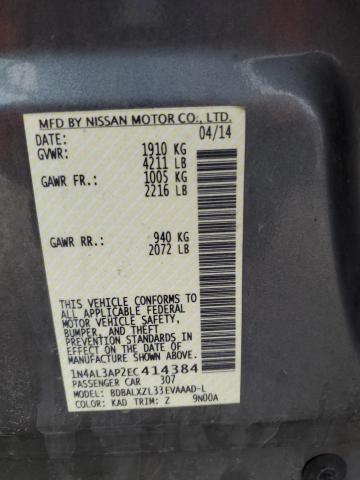 MFD BY NISSAN MOTOR CO., LTD.
DATE: 04/14
GVWR: 1910 KG
4211 LB
GAWR FR.: 1005 KG
2216 LB
GAWR RR.: 940 KG
2072 LB
THIS VEHICLE CONFORMS TO
ALL APPLICABLE FEDERAL
MOTOR VEHICLE SAFETY,
BUMPER, AND THEFT
PREVENTION STANDARDS IN
EFFECT ON THE DATE OF
MANUFACTURE SHOWN ABOVE.
1N4AL3AP2EC414384
PASSENGER CAR 307
MODEL: BDBALXZL33EVAAAD-L
COLOR: KAD TRIM: Z 9N00A